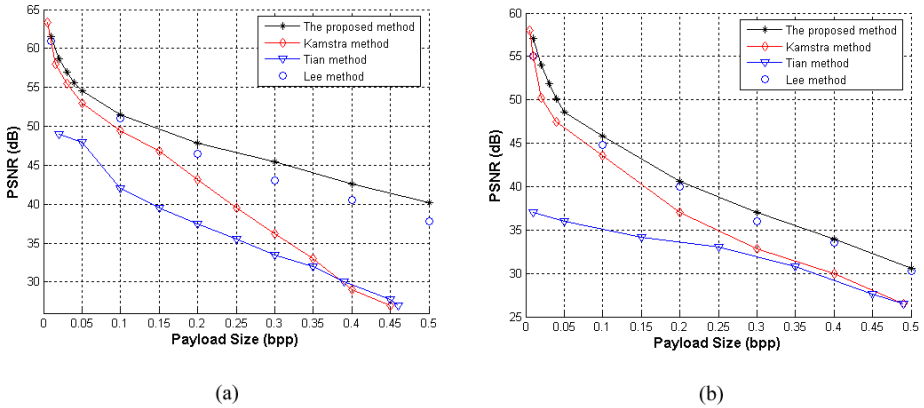 65
60
55
50
45
40
35
30
PSNR (dB)
0 0.05 0.1 0.15 0.2 0.25 0.3 0.35 0.4 0.45 0.5
Payload Size (bpp)
The proposed method
Kamstra method
Tian method
Lee method
(a)
60
55
50
45
40
35
30
25
PSNR (dB)
0 0.05 0.1 0.15 0.2 0.25 0.3 0.35 0.4 0.45 0.5
Payload Size (bpp)
The proposed method
Kamstra method
Tian method
Lee method
(b)